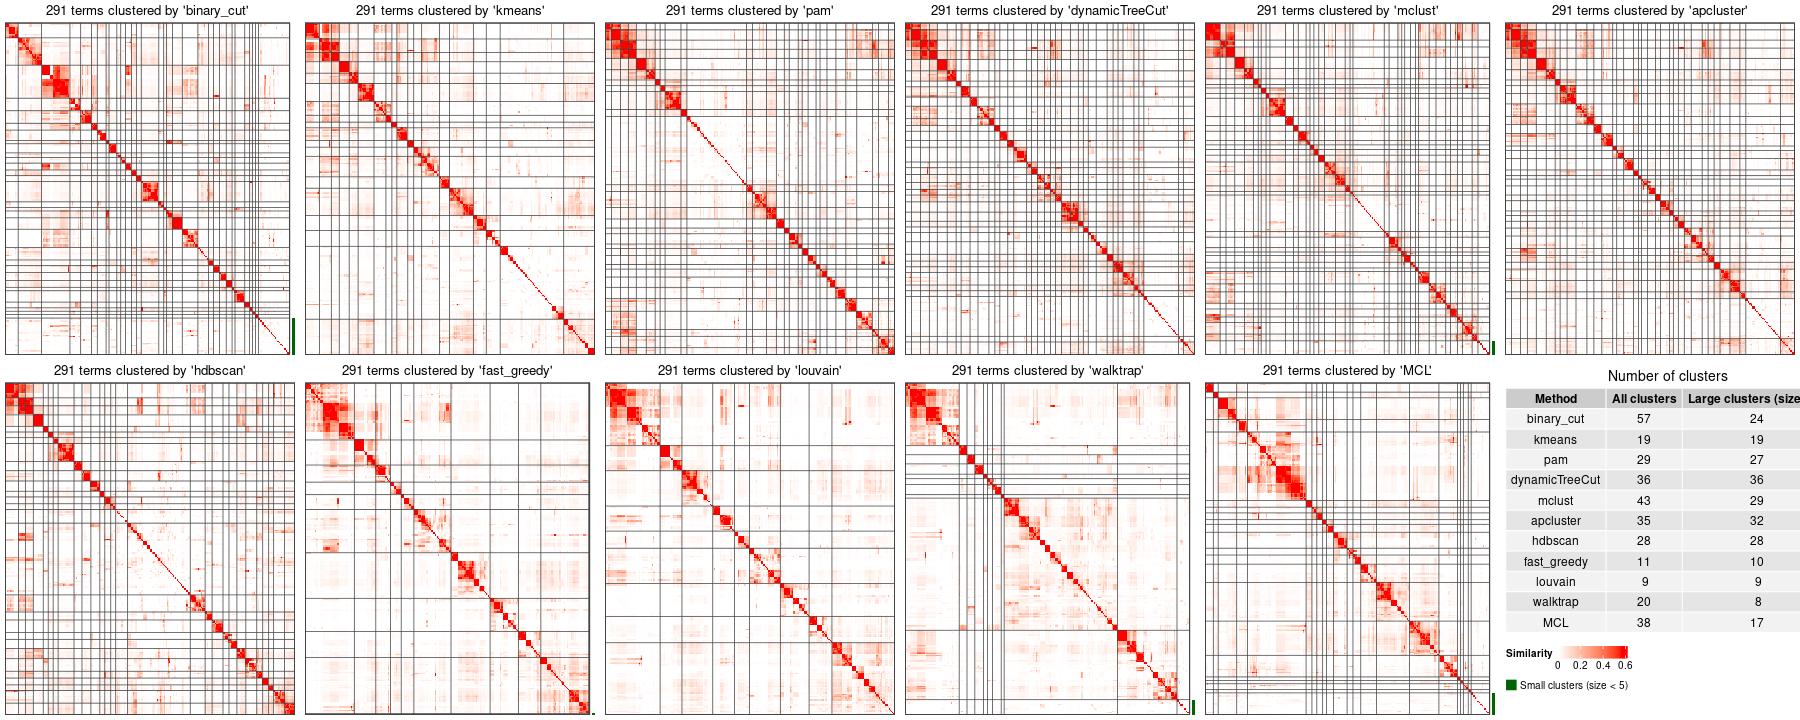 291 terms clustered by 'binary_cut'
291 terms clustered by 'kmeans'
291 terms clustered by 'pam'
291 terms clustered by 'dynamicTreeCut'
291 terms clustered by 'mclust'
291 terms clustered by 'apcluster'
291 terms clustered by 'hdbscan'
291 terms clustered by 'fast_greedy'
291 terms clustered by 'louvain'
291 terms clustered by 'walktrap'
291 terms clustered by 'MCL'
Number of clusters
Method All clusters Large clusters (size
binary_cut 57 24
kmeans 19 19
pam 29 27
dynamicTreeCut 36 36
mclust 43 29
apcluster 35 32
hdbscan 28 28
fast_greedy 11 10
louvain 9 9
walktrap 20 8
MCL 38 17
Similarity
0 0.2 0.4 0.6
Small clusters (size < 5)